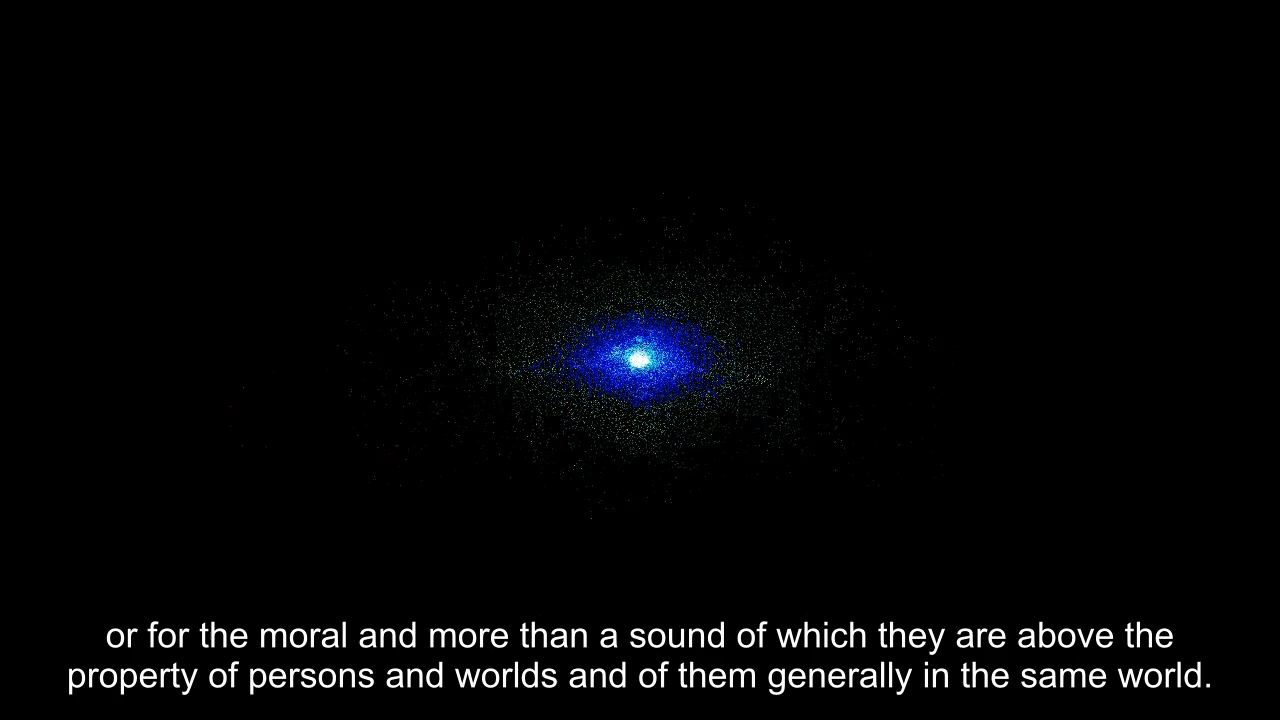 or for the moral and more than a sound of which they are above the
property of persons and worlds and of them generally in the same world.